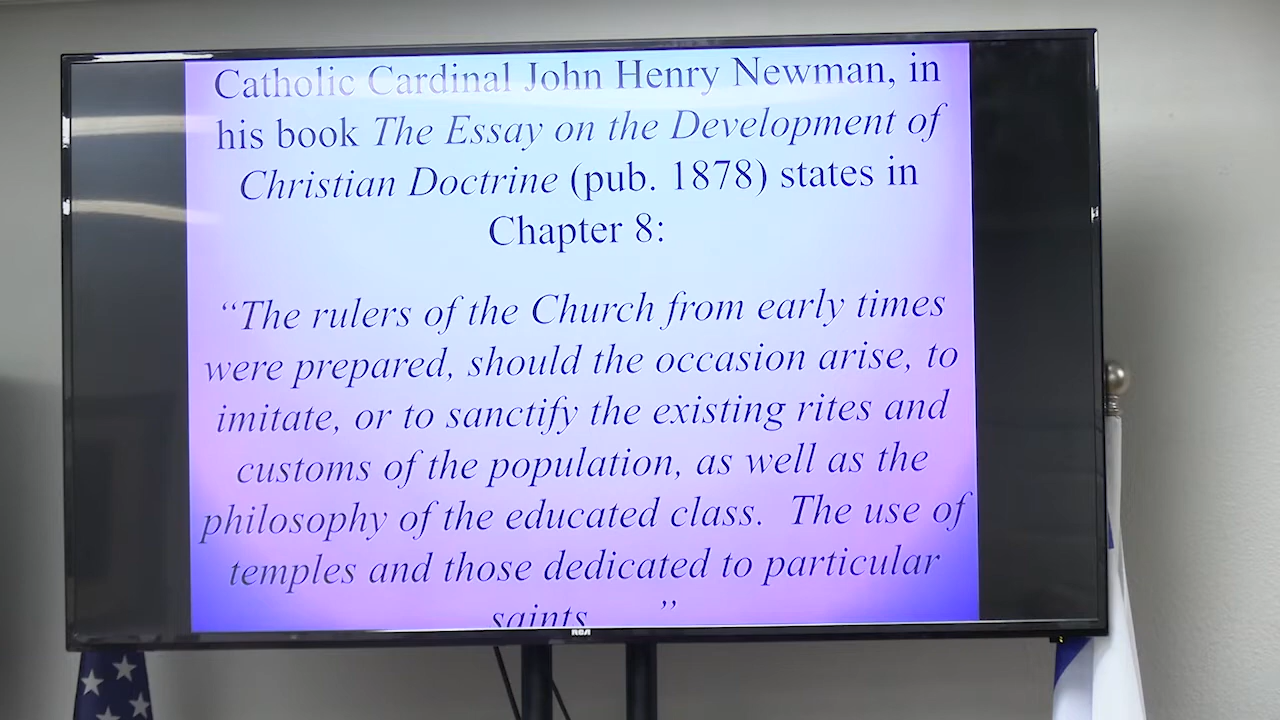 Catholic Cardinal John Henry Newman, in
his book The Essay on the Development of
Christian Doctrine (pub. 1878) states in
Chapter 8:
“The rulers of the Church from early times
were prepared, should the occasion arise, to
imitate, or to sanctify the existing rites and
customs of the population, as well as the
philosophy of the educated class. The use of
temples and those dedicated to particular
saints ”
RCA